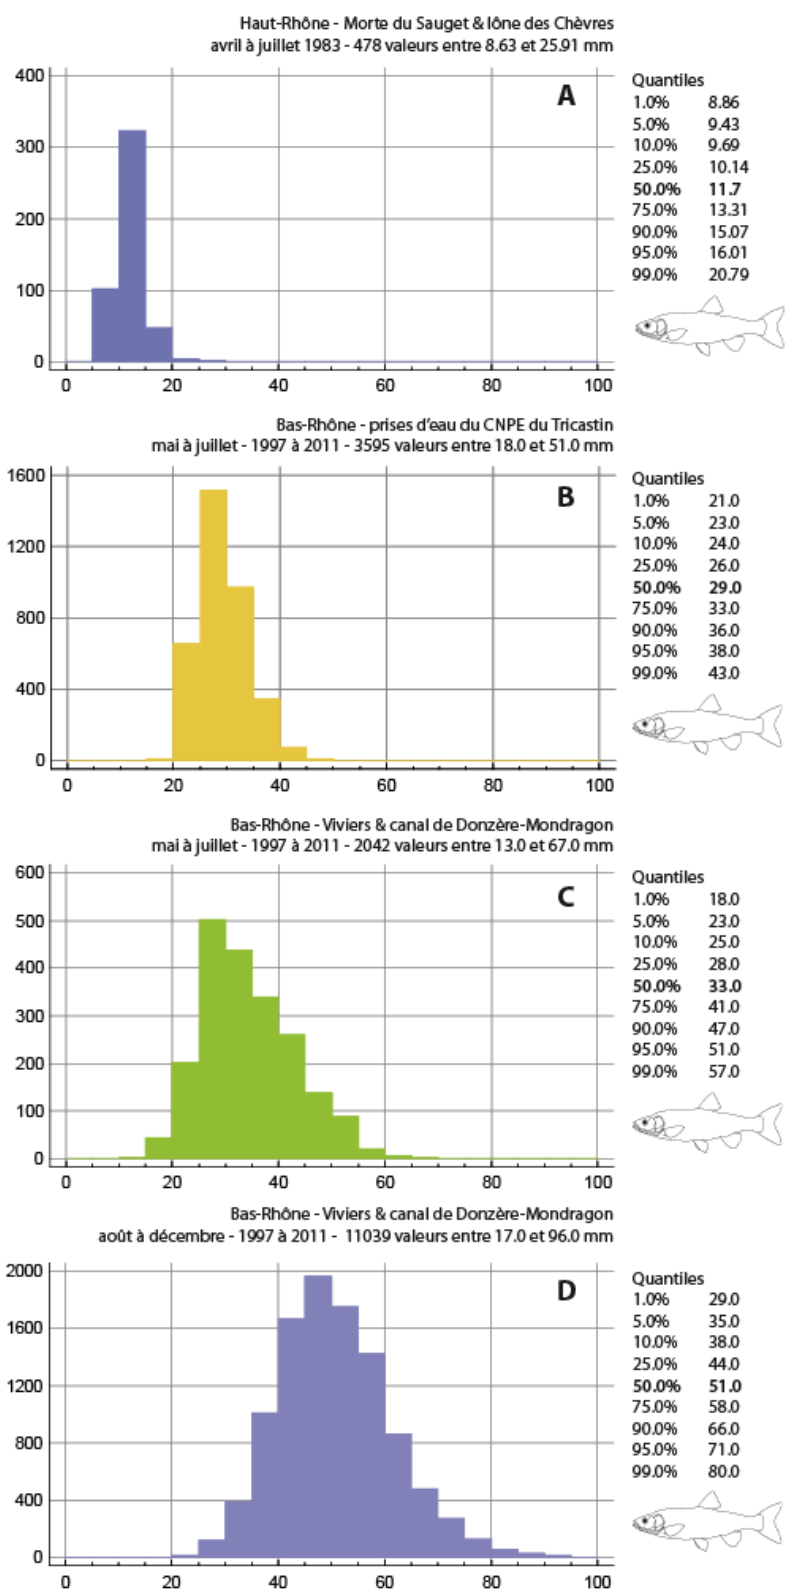 Haut-Rhône - Morte du Sauget & lône des Chèvres
avril à juillet 1983 - 478 valeurs entre 8.63 et 25.91 mm
A
400
300
200
100
0
0 20 40 60 80 100
Quantiles
1.0% 8.86
5.0% 9.43
10.0% 9.69
25.0% 10.14
50.0% 11.7
75.0% 13.31
90.0% 15.07
95.0% 16.01
99.0% 20.79
Bas-Rhône - prises d'eau du CNPE du Tricastin
mai à juillet - 1997 à 2011 - 3595 valeurs entre 18.0 et 51.0 mm
B
1600
1200
800
400
0
0 20 40 60 80 100
Quantiles
1.0% 21.0
5.0% 23.0
10.0% 24.0
25.0% 26.0
50.0% 29.0
75.0% 33.0
90.0% 36.0
95.0% 38.0
99.0% 43.0
Bas-Rhône - Viviers & canal de Donzère-Mondragon
mai à juillet - 1997 à 2011 - 2042 valeurs entre 13.0 et 67.0 mm
C
600
500
400
300
200
100
0
0 20 40 60 80 100
Quantiles
1.0% 18.0
5.0% 23.0
10.0% 25.0
25.0% 28.0
50.0% 33.0
75.0% 41.0
90.0% 47.0
95.0% 51.0
99.0% 57.0
Bas-Rhône - Viviers & canal de Donzère-Mondragon
août à décembre - 1997 à 2011 - 11039 valeurs entre 17.0 et 96.0 mm
D
2000
1600
1200
800
400
0
0 20 40 60 80 100
Quantiles
1.0% 29.0
5.0% 35.0
10.0% 38.0
25.0% 44.0
50.0% 51.0
75.0% 58.0
90.0% 66.0
95.0% 71.0
99.0% 80.0